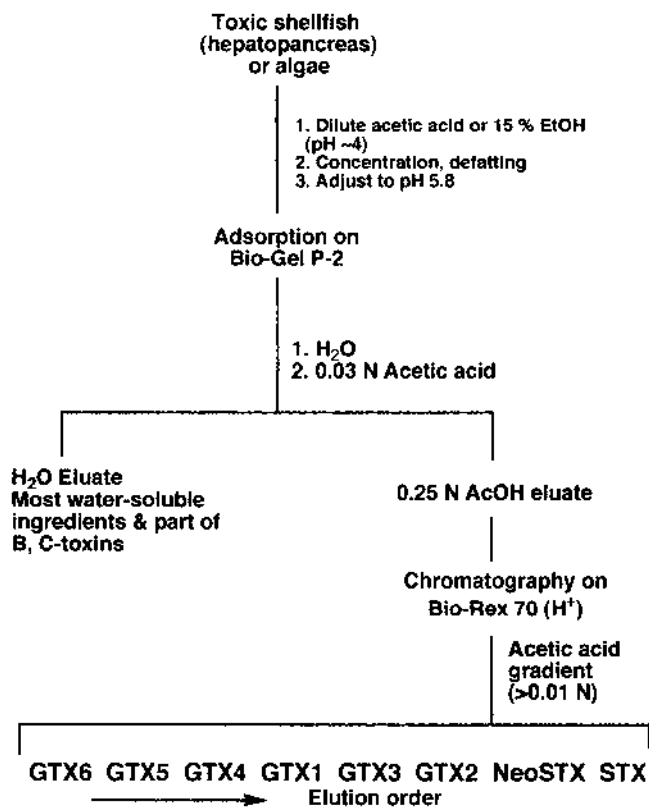 Toxic shellfish
(hepatopancreas)
or algae
1. Dilute acetic acid or 15 % EtOH
(pH ~4)
2. Concentration, defatting
3. Adjust to pH 5.8
Adsorption on
Bio-Gel P-2
1. H₂O
2. 0.03 N Acetic acid
H₂O Eluate
Most water-soluble
ingredients & part of
B, C-toxins
0.25 N AcOH eluate
Chromatography on
Bio-Rex 70 (H⁺)
Acetic acid
gradient
(>0.01 N)
GTX6 GTX5 GTX4 GTX1 GTX3 GTX2 NeoSTX STX
Elution order